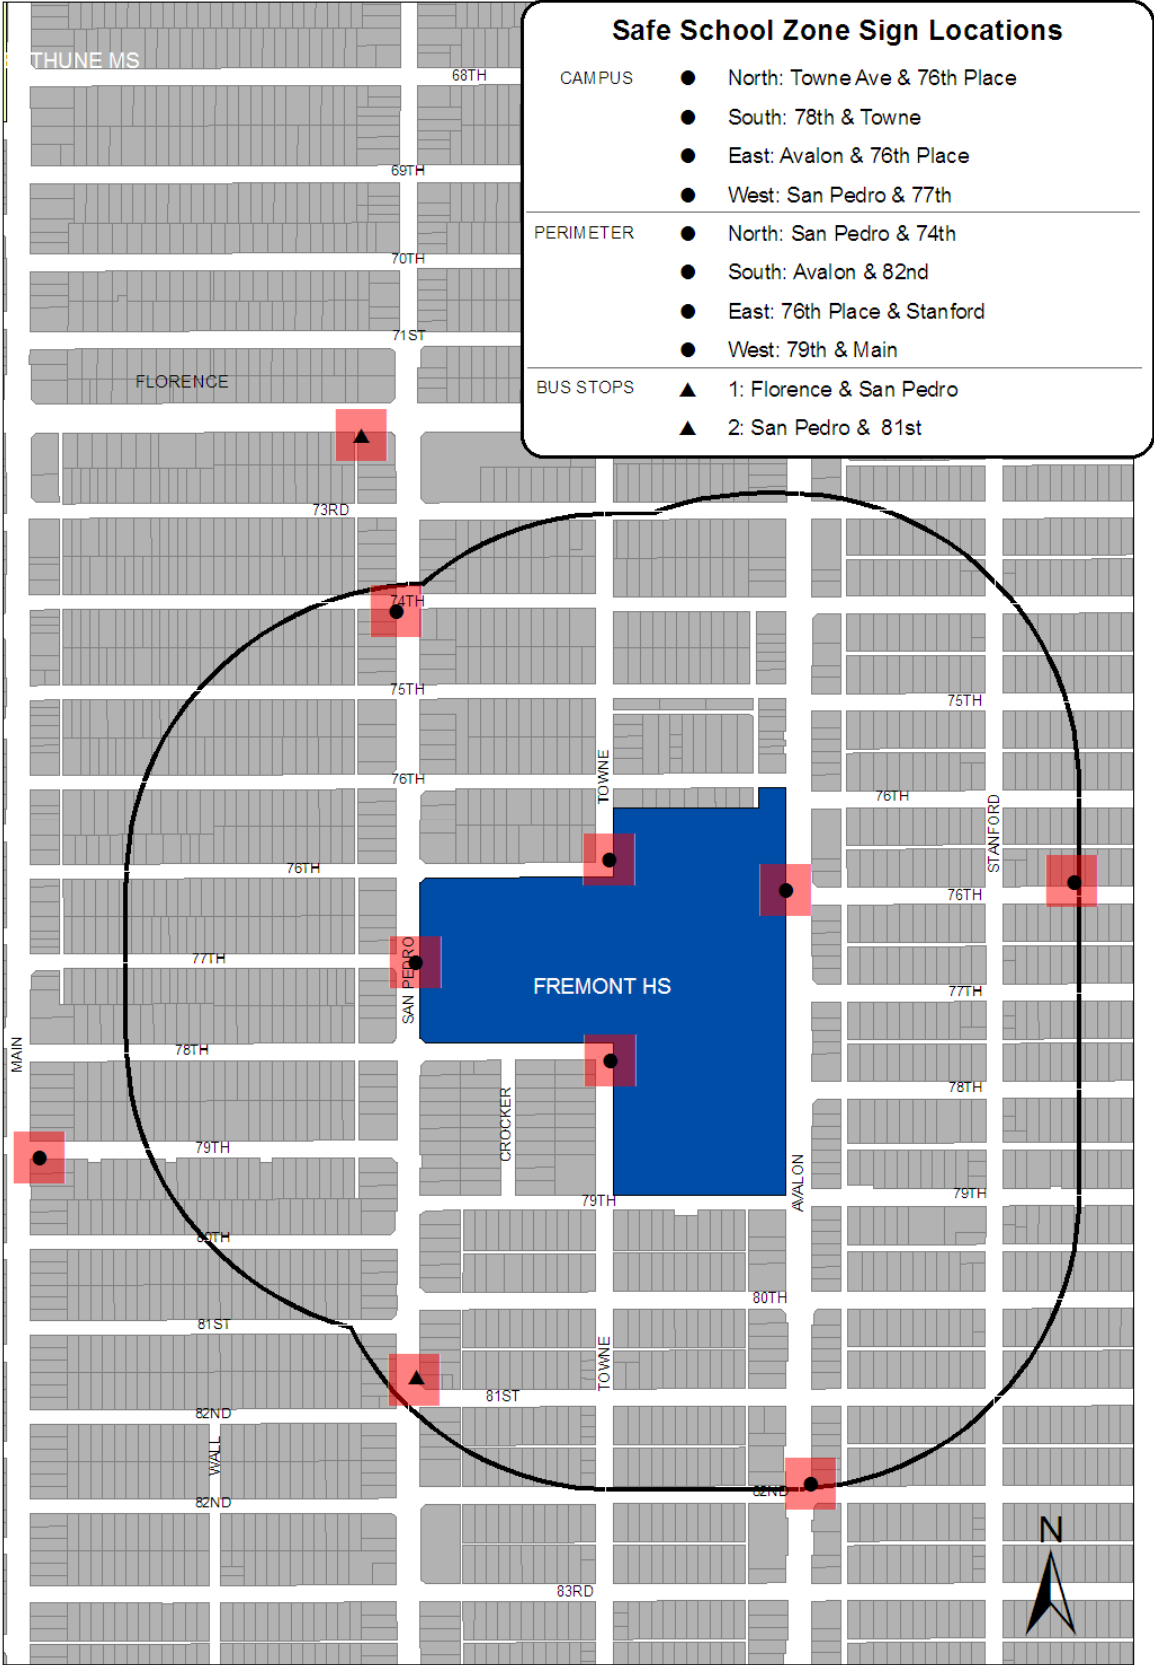 Safe School Zone Sign Locations
CAMPUS ● North: Towne Ave & 76th Place
● South: 78th & Towne
● East: Avalon & 76th Place
● West: San Pedro & 77th
PERIMETER ● North: San Pedro & 74th
● South: Avalon & 82nd
● East: 76th Place & Stanford
● West: 79th & Main
BUS STOPS ▲ 1: Florence & San Pedro
▲ 2: San Pedro & 81st
THUNE MS
68TH
69TH
70TH
71ST
FLORENCE
73RD
74TH
75TH
75TH
TOWNE
76TH
76TH
STANFORD
76TH
76TH
SAN PEDRO
77TH
FREMONT HS
77TH
MAIN
78TH
78TH
CROCKER
79TH
AVALON
79TH
79TH
80TH
80TH
81ST
TOWNE
81ST
82ND
WALL
82ND
82ND
N
83RD